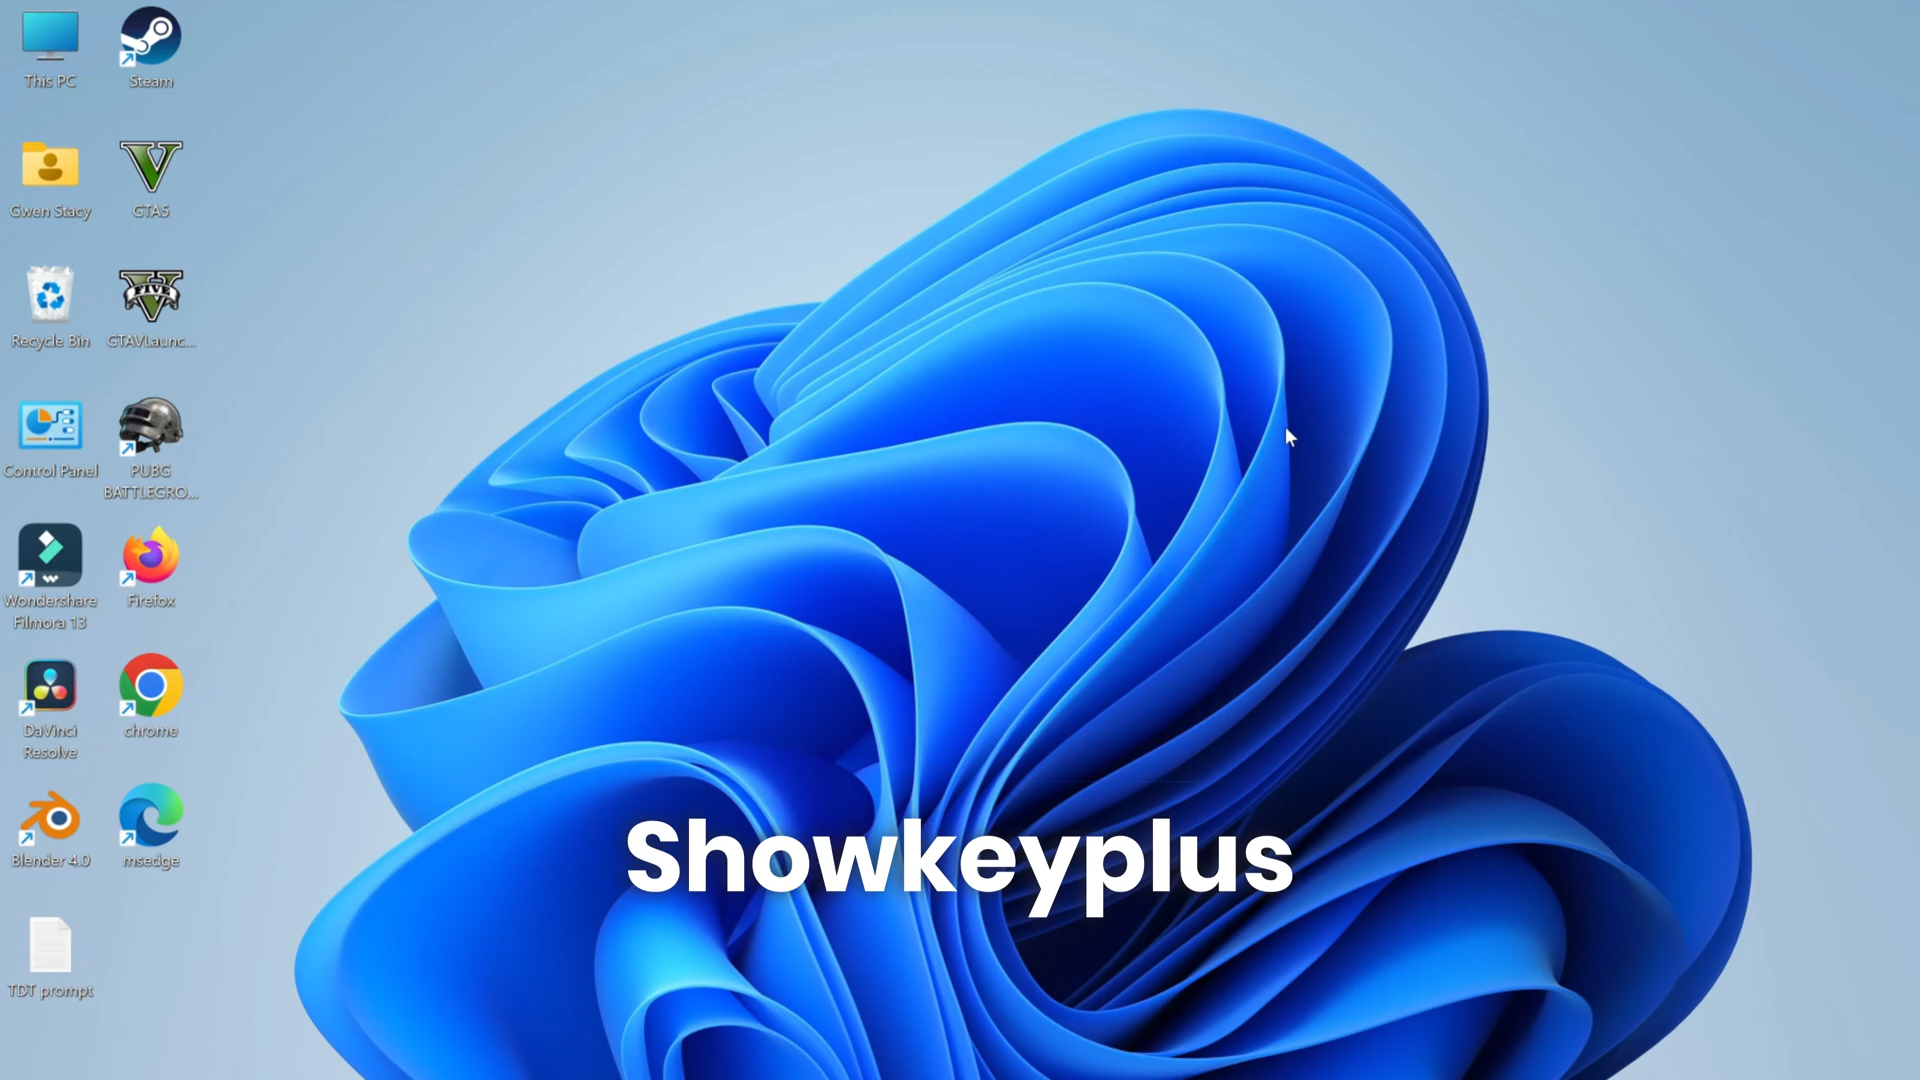 This PC
Steam
Gwen Stacy
GTA5
Recycle Bin
FIVE
GTAVLaunc...
Control Panel
PUBG
BATTLEGRO...
Wondershare
Filmora 13
Firefox
DaVinci
Resolve
chrome
Blender 4.0
msedge
TDT prompt
Showkeyplus